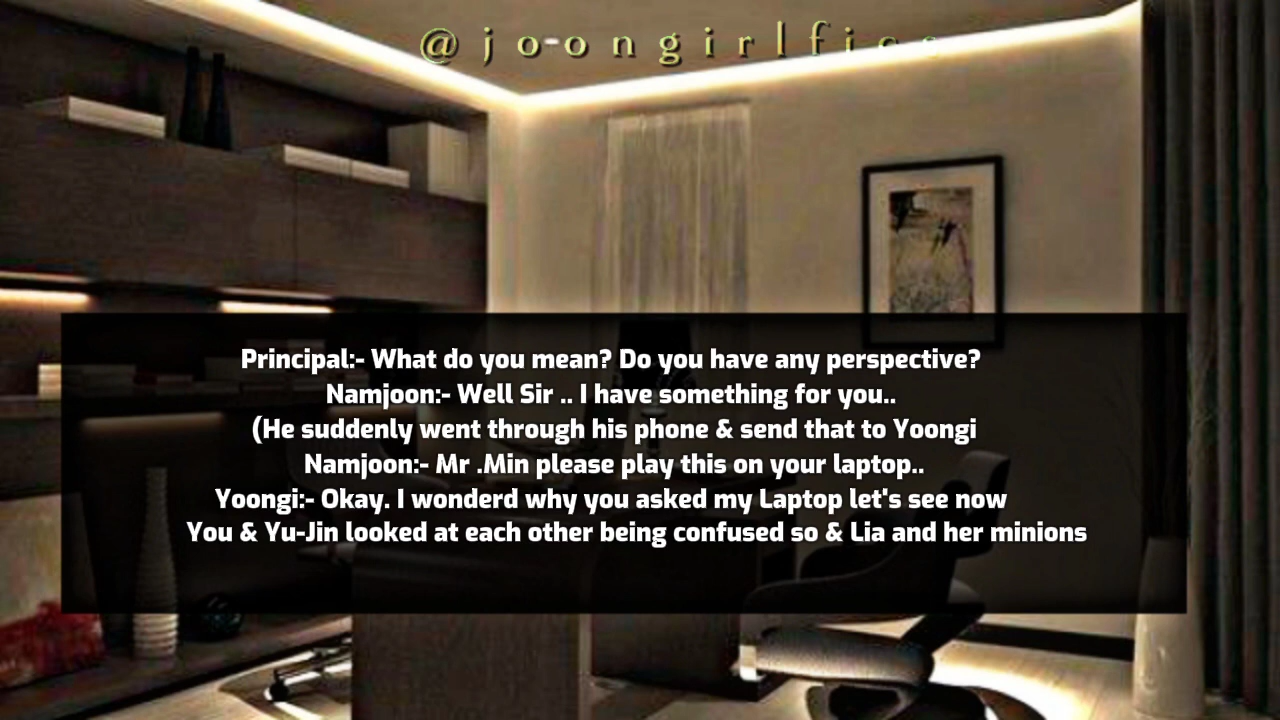 @joongirlfics
Principal:- What do you mean? Do you have any perspective?
Namjoon:- Well Sir .. I have something for you..
(He suddenly went through his phone & send that to Yoongi
Namjoon:- Mr .Min please play this on your laptop..
Yoongi:- Okay. I wonderd why you asked my Laptop let's see now
You & Yu-Jin looked at each other being confused so & Lia and her minions